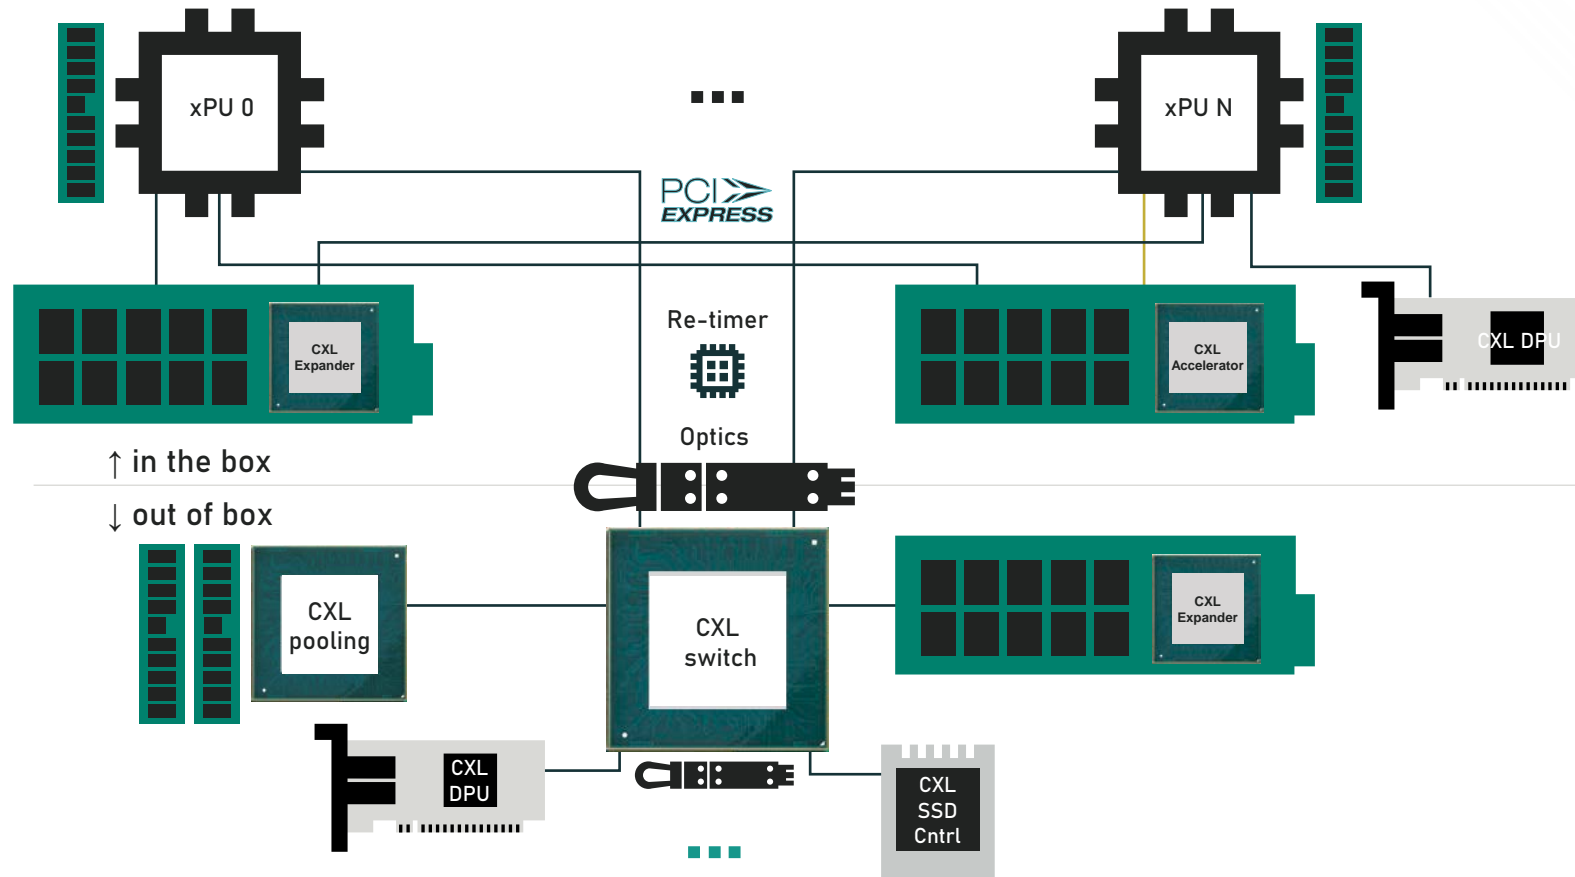 xPU 0
xPU N
PCI
EXPRESS
Re-timer
CXL
Expander
CXL
Accelerator
CXL DPU
Optics
↑ in the box
↓ out of box
CXL
pooling
CXL
switch
CXL
Expander
CXL
DPU
CXL
SSD
Cntrl